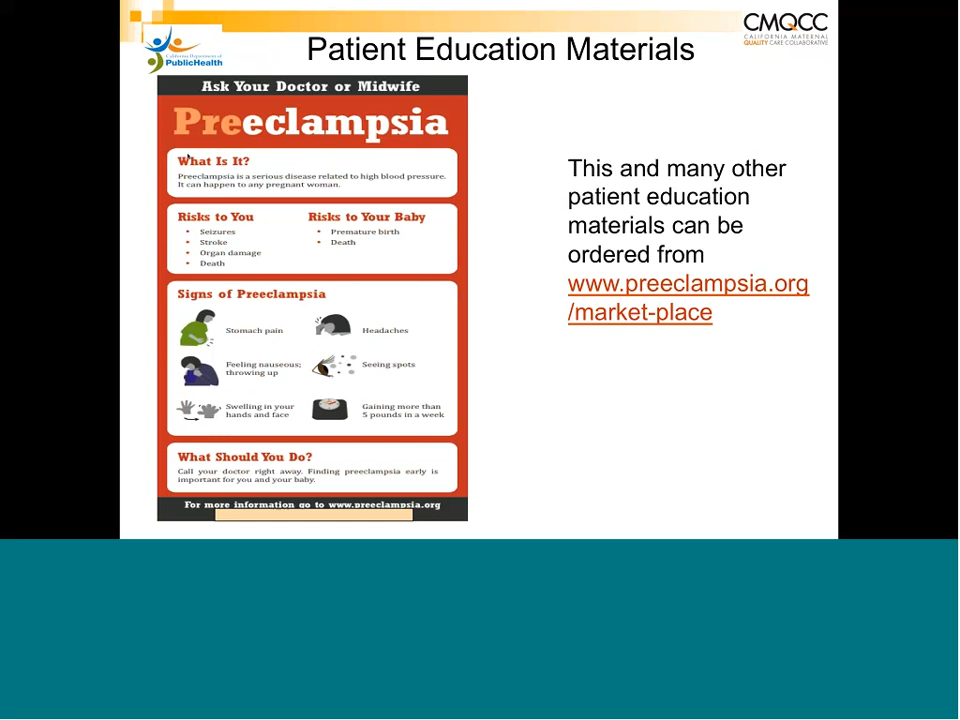 California Department of
PublicHealth
Patient Education Materials
CMQCC
CALIFORNIA MATERNAL
QUALITY CARE COLLABORATIVE
Ask Your Doctor or Midwife
Preeclampsia
What Is It?
Preeclampsia is a serious disease related to high blood pressure.
It can happen to any pregnant woman.
Risks to You
• Seizures
• Stroke
• Organ damage
• Death
Risks to Your Baby
• Premature birth
• Death
Signs of Preeclampsia
Stomach pain
Headaches
Feeling nauseous;
throwing up
Seeing spots
Swelling in your
hands and face
Gaining more than
5 pounds in a week
What Should You Do?
Call your doctor right away. Finding preeclampsia early is
important for you and your baby.
For more information go to www.preeclampsia.org
This and many other
patient education
materials can be
ordered from
www.preeclampsia.org
/market-place